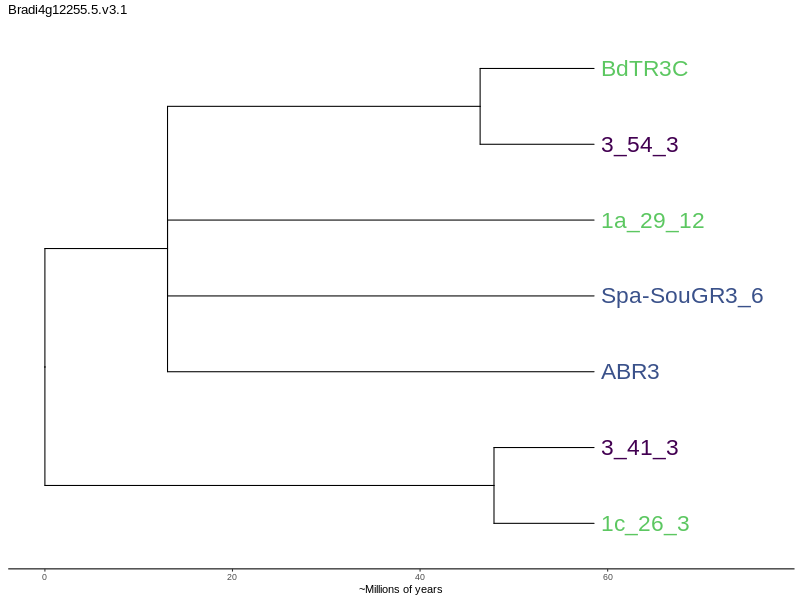 Bradi4g12255.5.v3.1
BdTR3C
3_54_3
1a_29_12
Spa-SouGR3_6
ABR3
3_41_3
1c_26_3
0 20 40 60
~Millions of years